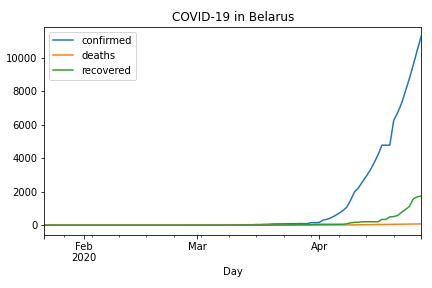 COVID-19 in Belarus
confirmed
deaths
recovered
10000
8000
6000
4000
2000
0
Feb
2020
Mar
Apr
Day